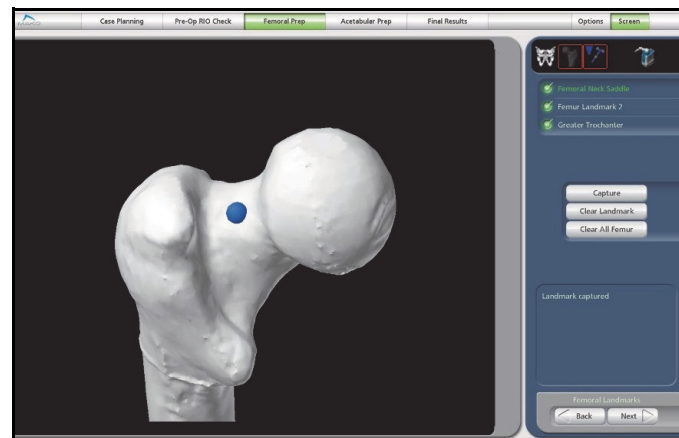 MAKO
Case Planning
Pre-Op RIO Check
Femoral Prep
Acetabular Prep
Final Results
Options
Screen
Femoral Neck Saddle
Femur Landmark 2
Greater Trochanter
Capture
Clear Landmark
Clear All Femur
Landmark captured
Femoral Landmarks
Back
Next